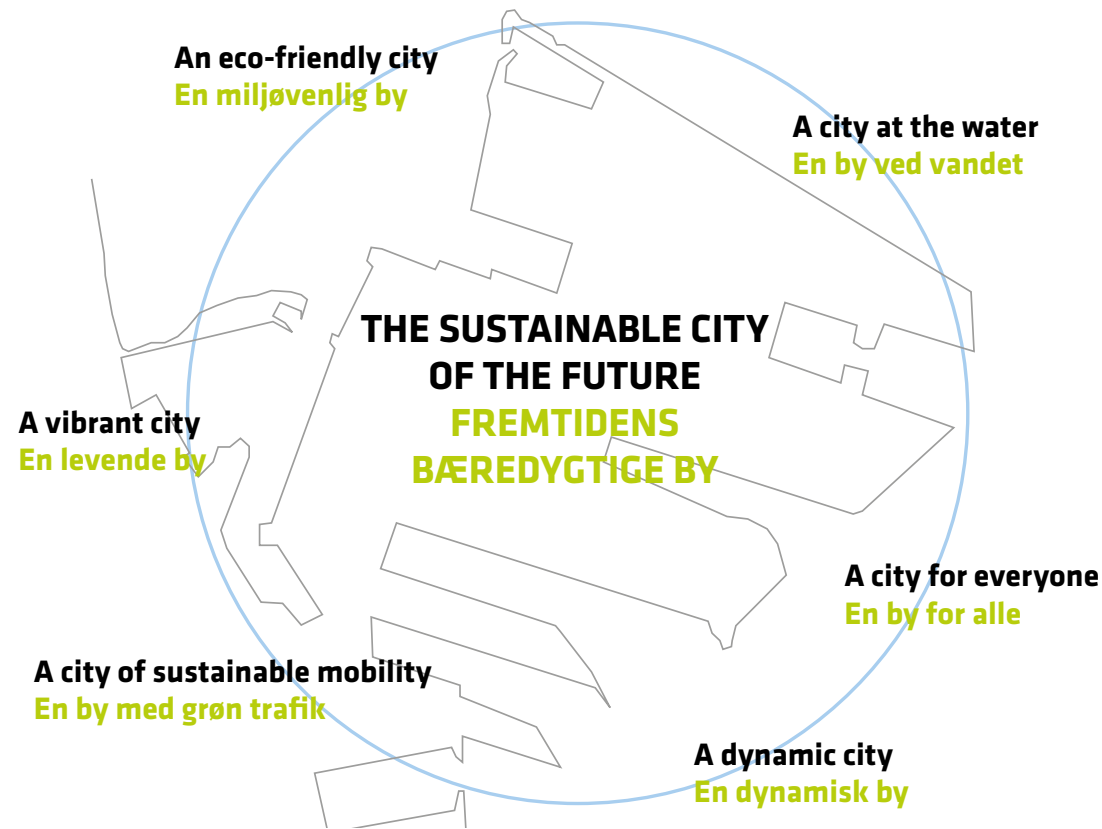 An eco-friendly city
En miljøvenlig by
A city at the water
En by ved vandet
THE SUSTAINABLE CITY
OF THE FUTURE
FREMTIDENS
BÆREDYGTIGE BY
A vibrant city
En levende by
A city for everyone
En by for alle
A city of sustainable mobility
En by med grøn trafik
A dynamic city
En dynamisk by